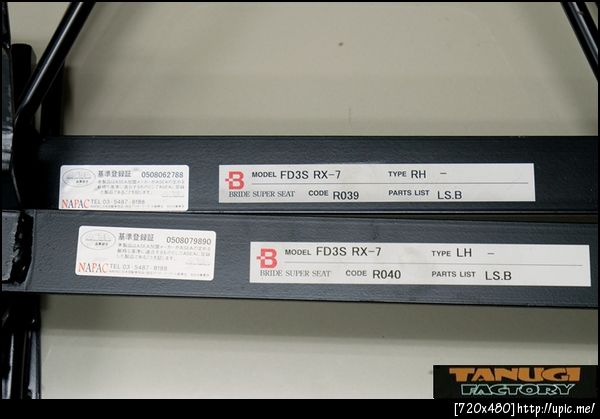 基準登録証 0508062788
NAPAC TEL 03-5487-8188
B MODEL FD3S RX-7 TYPE RH -
BRIDE SUPER SEAT CODE R039 PARTS LIST LS.B
基準登録証 0508079890
NAPAC TEL 03-5487-8188
B MODEL FD3S RX-7 TYPE LH -
BRIDE SUPER SEAT CODE R040 PARTS LIST LS.B
TANUGI
FACTORY
[720x480]http://upic.me/